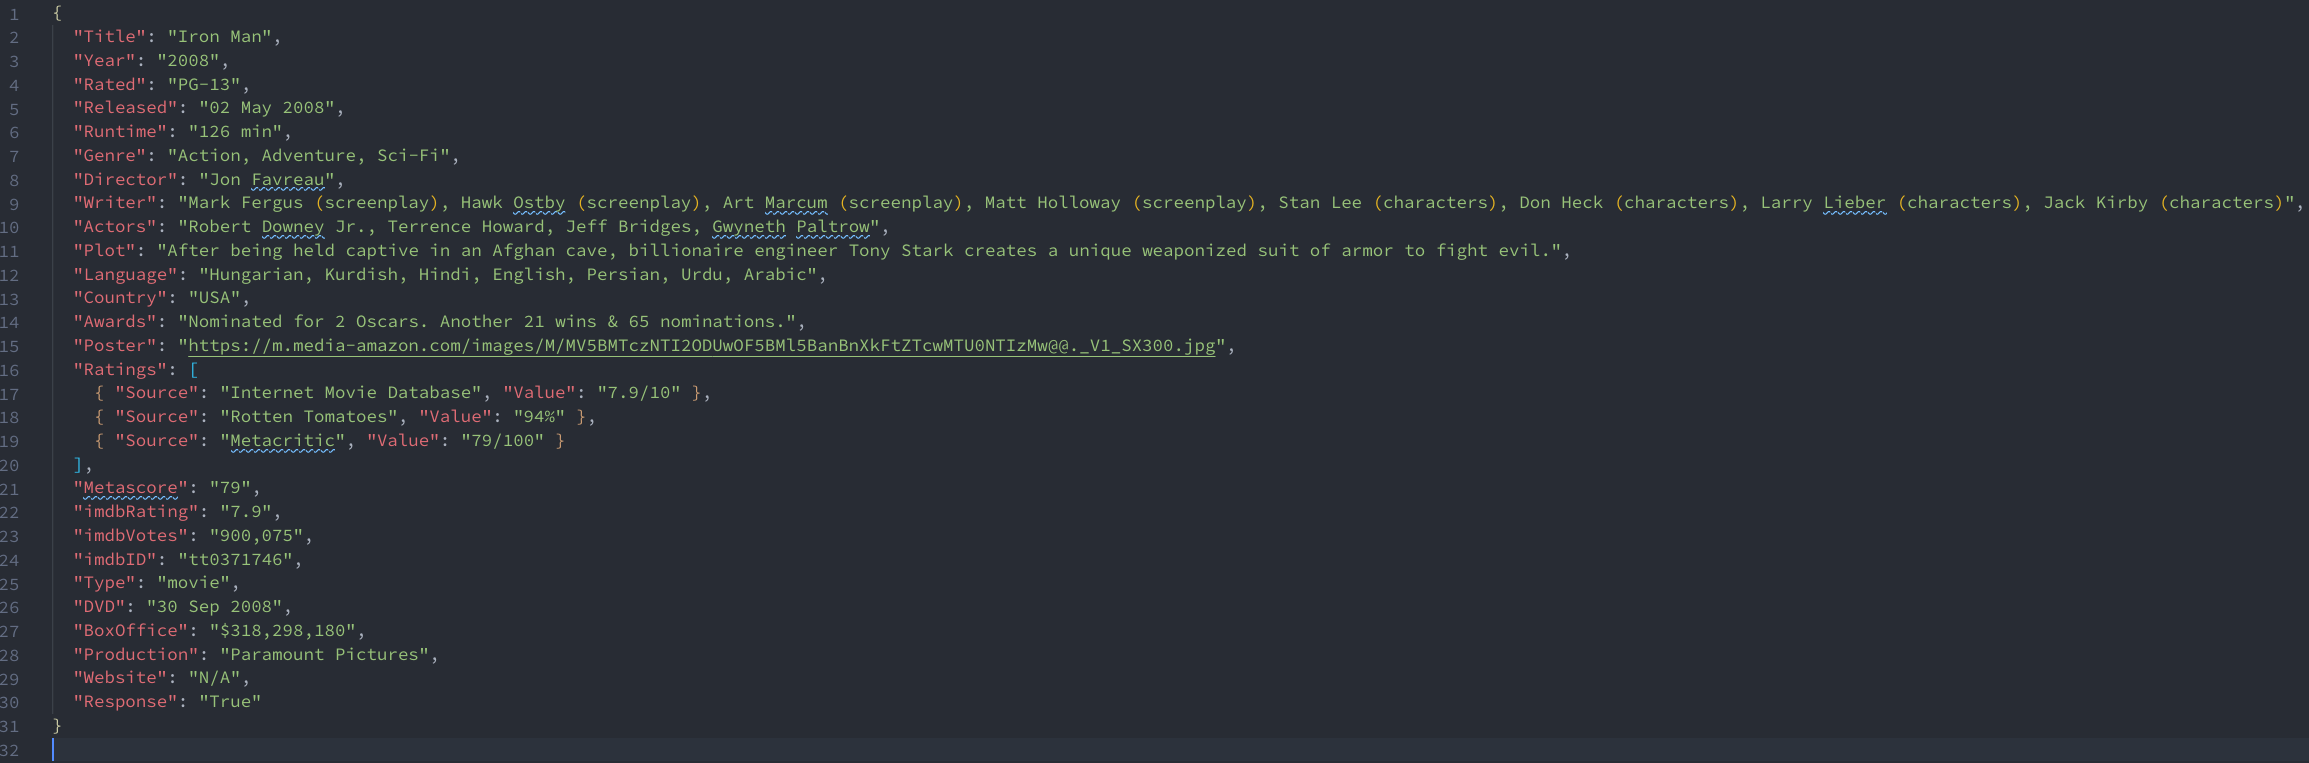 1 {
2   "Title": "Iron Man",
3   "Year": "2008",
4   "Rated": "PG-13",
5   "Released": "02 May 2008",
6   "Runtime": "126 min",
7   "Genre": "Action, Adventure, Sci-Fi",
8   "Director": "Jon Favreau",
9   "Writer": "Mark Fergus (screenplay), Hawk Ostby (screenplay), Art Marcum (screenplay), Matt Holloway (screenplay), Stan Lee (characters), Don Heck (characters), Larry Lieber (characters), Jack Kirby (characters)",
10   "Actors": "Robert Downey Jr., Terrence Howard, Jeff Bridges, Gwyneth Paltrow",
11   "Plot": "After being held captive in an Afghan cave, billionaire engineer Tony Stark creates a unique weaponized suit of armor to fight evil.",
12   "Language": "Hungarian, Kurdish, Hindi, English, Persian, Urdu, Arabic",
13   "Country": "USA",
14   "Awards": "Nominated for 2 Oscars. Another 21 wins & 65 nominations.",
15   "Poster": "https://m.media-amazon.com/images/M/MV5BMTczNTI2ODUwOF5BMl5BanBnXkFtZTcwMTU0NTIzMw@@._V1_SX300.jpg",
16   "Ratings": [
17     { "Source": "Internet Movie Database", "Value": "7.9/10" },
18     { "Source": "Rotten Tomatoes", "Value": "94%" },
19     { "Source": "Metacritic", "Value": "79/100" }
20   ],
21   "Metascore": "79",
22   "imdbRating": "7.9",
23   "imdbVotes": "900,075",
24   "imdbID": "tt0371746",
25   "Type": "movie",
26   "DVD": "30 Sep 2008",
27   "BoxOffice": "$318,298,180",
28   "Production": "Paramount Pictures",
29   "Website": "N/A",
30   "Response": "True"
31 }
32